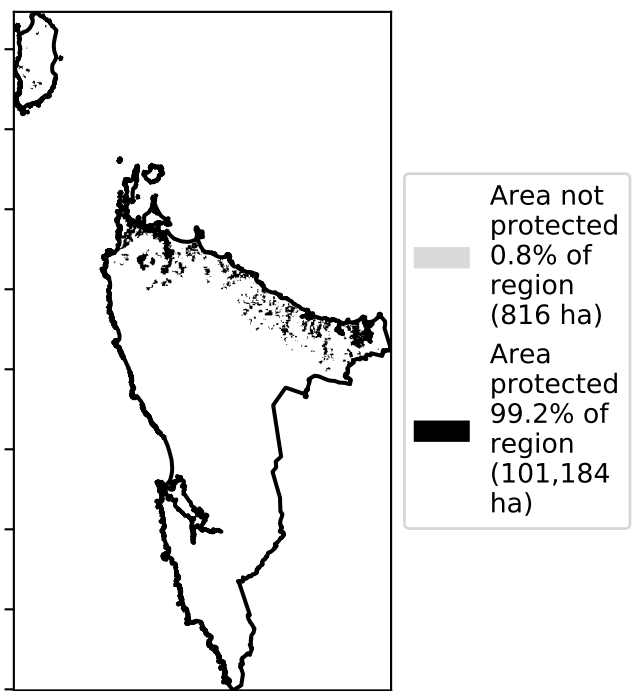 Area not
protected
0.8% of
region
(816 ha)
Area
protected
99.2% of
region
(101,184
ha)